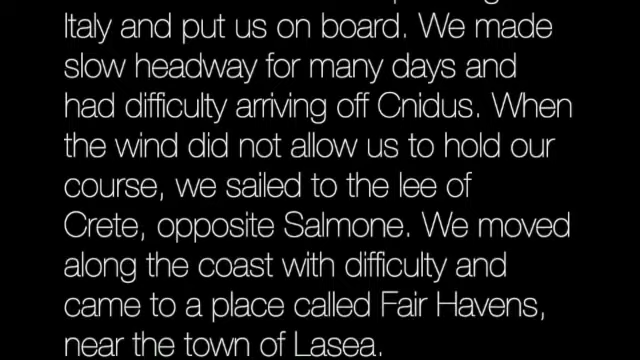 Italy and put us on board. We made
slow headway for many days and
had difficulty arriving off Cnidus. When
the wind did not allow us to hold our
course, we sailed to the lee of
Crete, opposite Salmone. We moved
along the coast with difficulty and
came to a place called Fair Havens,
near the town of Lasea.